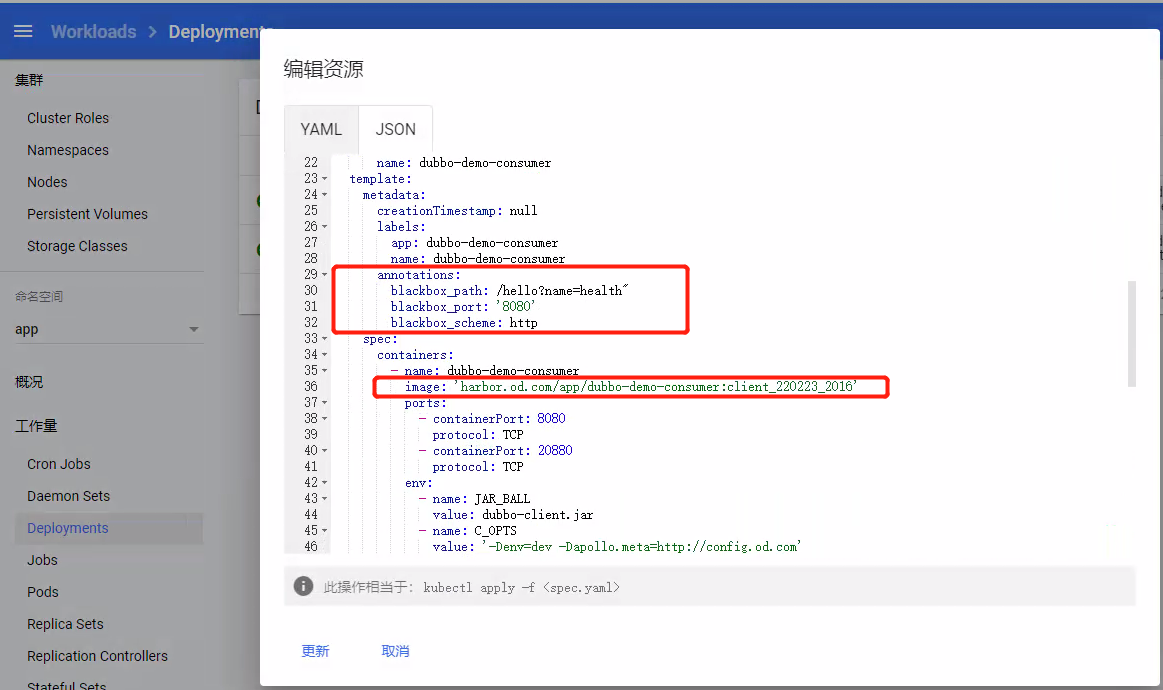 Workloads > Deployments
集群
Cluster Roles
Namespaces
Nodes
Persistent Volumes
Storage Classes
命名空间
app
概况
工作量
Cron Jobs
Daemon Sets
Deployments
Jobs
Pods
Replica Sets
Replication Controllers
Stateful Sets
编辑资源
YAML JSON
22 name: dubbo-demo-consumer
23 template:
24 metadata:
25 creationTimestamp: null
26 labels:
27 app: dubbo-demo-consumer
28 name: dubbo-demo-consumer
29 annotations:
30 blackbox_path: /hello?name=health"
31 blackbox_port: '8080'
32 blackbox_scheme: http
33 spec:
34 containers:
35 - name: dubbo-demo-consumer
36 image: 'harbor.od.com/app/dubbo-demo-consumer:client_220223_2016'
37 ports:
38 - containerPort: 8080
39 protocol: TCP
40 - containerPort: 20880
41 protocol: TCP
42 env:
43 - name: JAR_BALL
44 value: dubbo-client.jar
45 - name: C_OPTS
46 value: '-Denv=dev -Dapollo.meta=http://config.od.com'
此操作相当于: kubectl apply -f <spec.yaml>
更新 取消